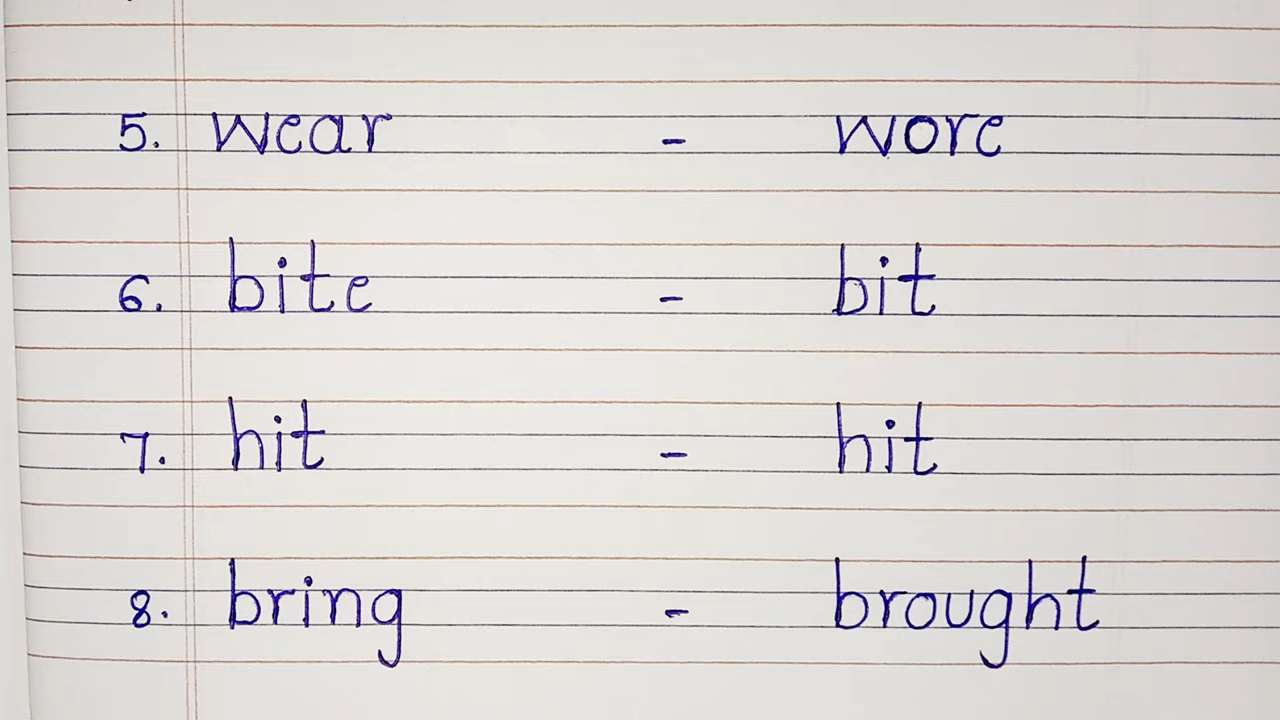 5. wear - wore
6. bite - bit
7. hit - hit
8. bring - brought